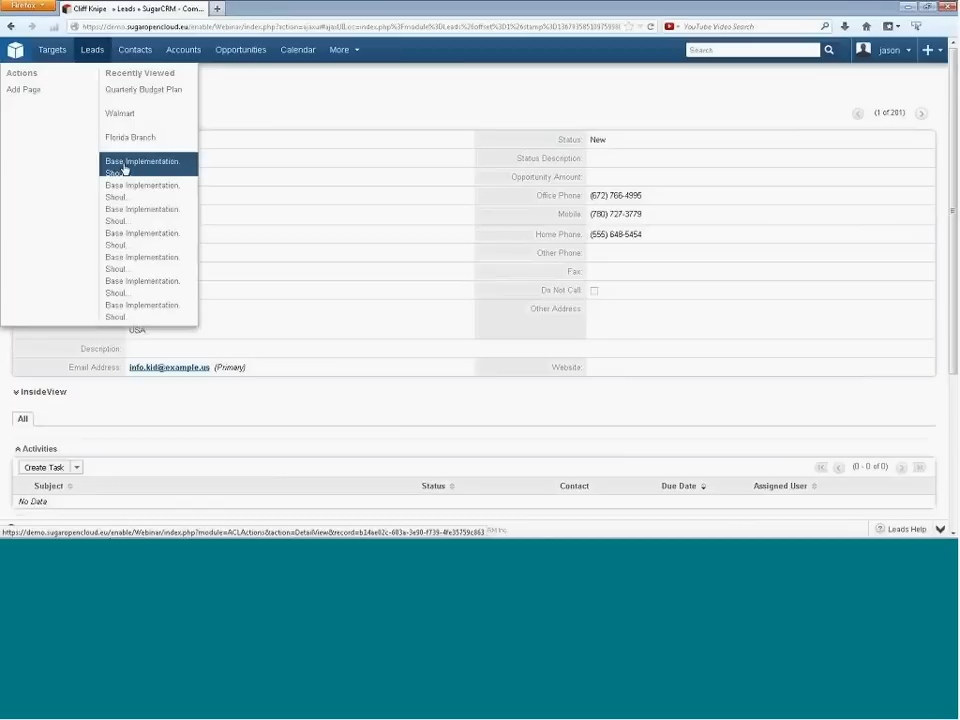 Firefox
Cliff Knipe » Leads » SugarCRM - Com...
YouTube Video Search
Targets Leads Contacts Accounts Opportunities Calendar More Search jason
Actions Recently Viewed
Add Page Quarterly Budget Plan
Walmart
(1 of 201)
Florida Branch
Status: New
Base Implementation.
Shoul...
Status Description:
Base Implementation.
Shoul...
Opportunity Amount:
Base Implementation.
Shoul...
Office Phone: (672) 766-4995
Base Implementation.
Shoul...
Mobile: (780) 727-3779
Base Implementation.
Shoul...
Home Phone: (555) 648-5454
Base Implementation.
Shoul...
Other Phone:
Base Implementation.
Shoul...
Fax:
Do Not Call:
Other Address:
USA
Description:
Email Address: info.kid@example.us (Primary) Website:
InsideView
All
Activities
Create Task (0 - 0 of 0)
Subject Status Contact Due Date Assigned User
No Data
Leads Help